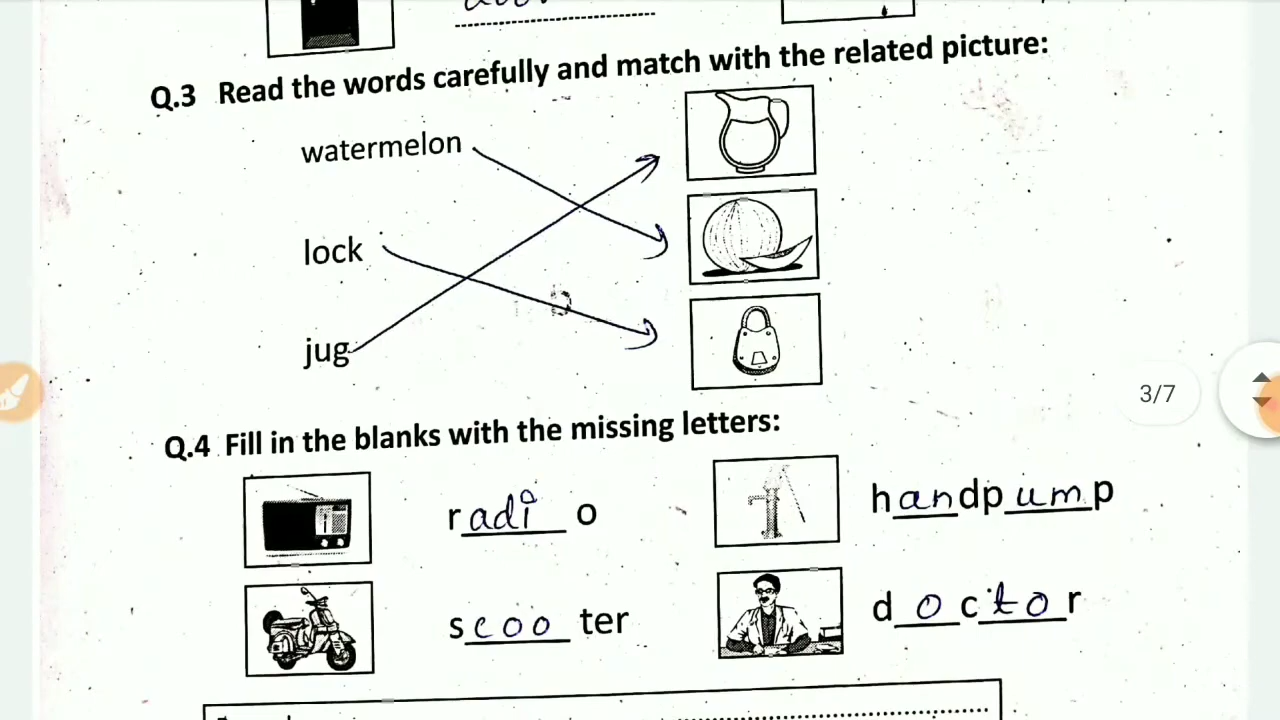 Q.3 Read the words carefully and match with the related picture:
watermelon
lock
jug
3/7
Q.4 Fill in the blanks with the missing letters:
radio
handpump
scooter
doctor